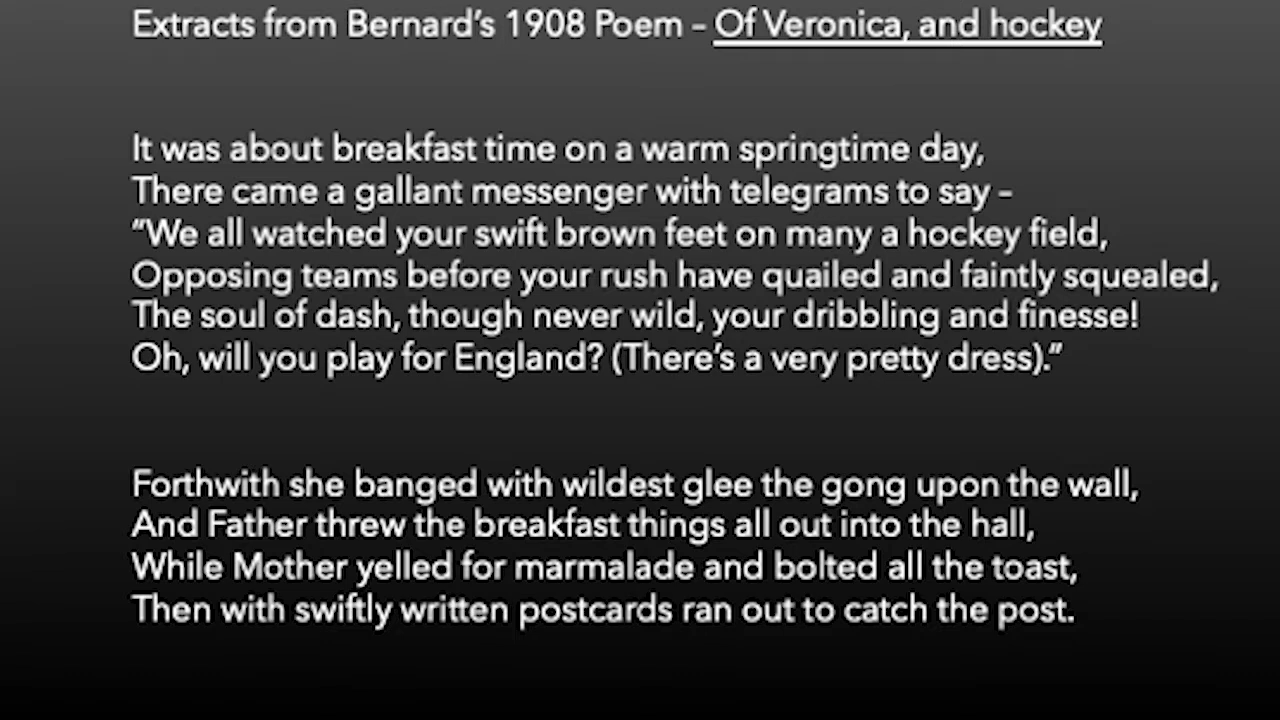 Extracts from Bernard’s 1908 Poem – Of Veronica, and hockey
It was about breakfast time on a warm springtime day,
There came a gallant messenger with telegrams to say –
“We all watched your swift brown feet on many a hockey field,
Opposing teams before your rush have quailed and faintly squealed,
The soul of dash, though never wild, your dribbling and finesse!
Oh, will you play for England? (There’s a very pretty dress).”
Forthwith she banged with wildest glee the gong upon the wall,
And Father threw the breakfast things all out into the hall,
While Mother yelled for marmalade and bolted all the toast,
Then with swiftly written postcards ran out to catch the post.